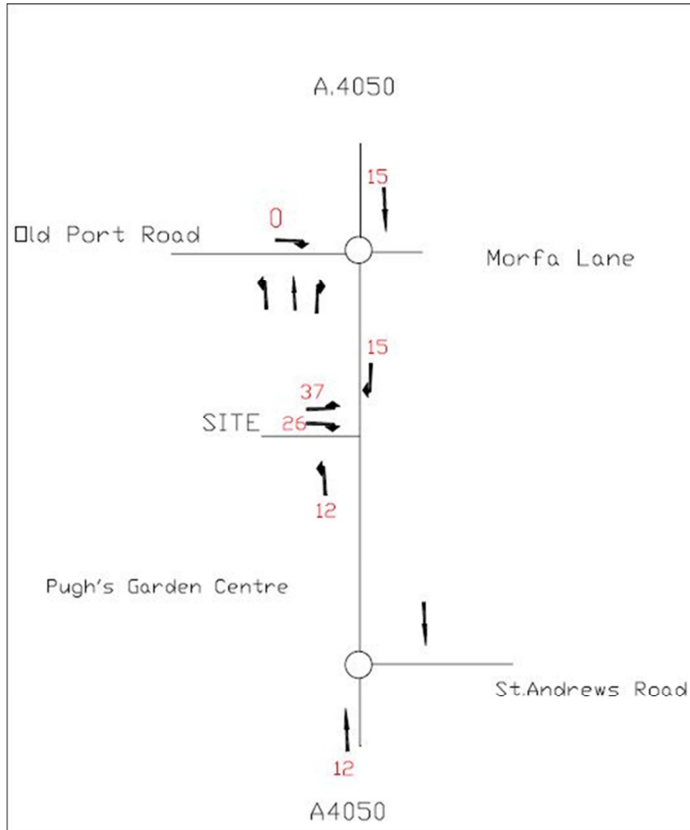 A.4050
15
0
Old Port Road
Morfa Lane
15
37
SITE
26
12
Pugh's Garden Centre
St.Andrews Road
12
A4050